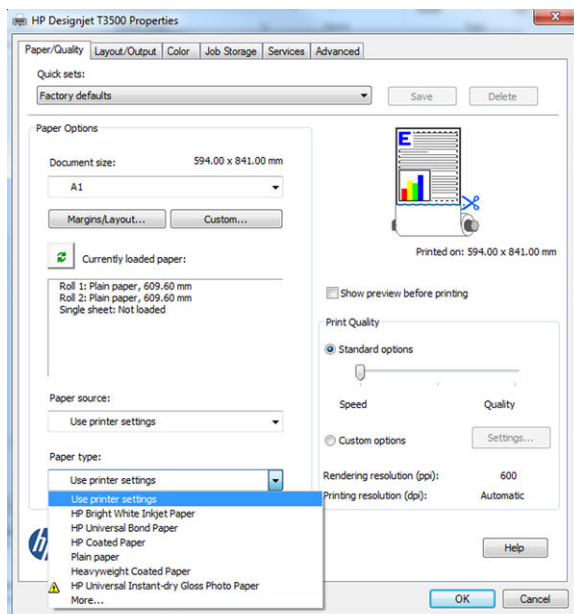 HP Designjet T3500 Properties
Paper/Quality Layout/Output Color Job Storage Services Advanced
Quick sets:
Factory defaults Save Delete
Paper Options
Document size: 594.00 x 841.00 mm
A1
Margins/Layout... Custom...
Currently loaded paper:
Roll 1: Plain paper, 609.60 mm
Roll 2: Plain paper, 609.60 mm
Single sheet: Not loaded
Paper source:
Use printer settings
Paper type:
Use printer settings
Use printer settings
HP Bright White Inkjet Paper
HP Universal Bond Paper
HP Coated Paper
Plain paper
Heavyweight Coated Paper
HP Universal Instant-dry Gloss Photo Paper
More...
E
Printed on: 594.00 x 841.00 mm
Show preview before printing
Print Quality
Standard options
Speed Quality
Custom options Settings...
Rendering resolution (ppi): 600
Printing resolution (dpi): Automatic
hp
Help
OK Cancel